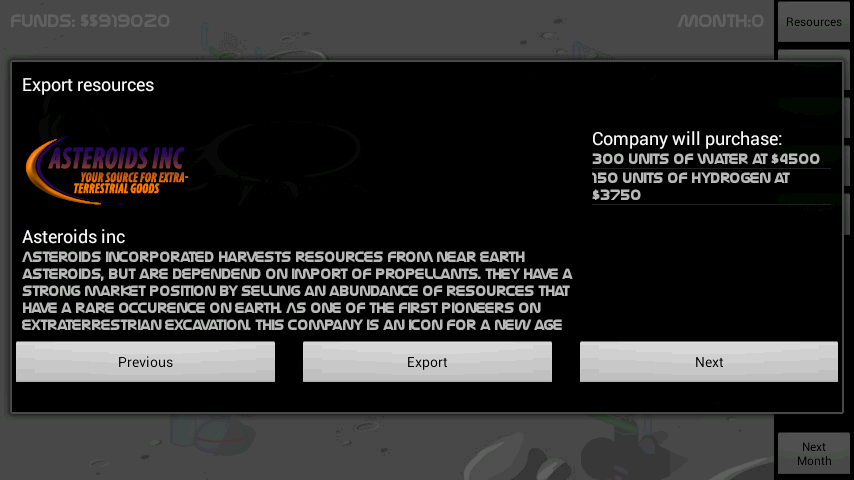 FUNDS: $$919020
MONTH:0
Resources
Export resources
ASTEROIDS INC
YOUR SOURCE FOR EXTRA-
TERRESTRIAL GOODS
Company will purchase:
300 UNITS OF WATER AT $4500
150 UNITS OF HYDROGEN AT
$3750
Asteroids inc
ASTEROIDS INCORPORATED HARVESTS RESOURCES FROM NEAR EARTH
ASTEROIDS, BUT ARE DEPENDEND ON IMPORT OF PROPELLANTS. THEY HAVE A
STRONG MARKET POSITION BY SELLING AN ABUNDANCE OF RESOURCES THAT
HAVE A RARE OCCURENCE ON EARTH. AS ONE OF THE FIRST PIONEERS ON
EXTRATERRESTRIAN EXCAVATION. THIS COMPANY IS AN ICON FOR A NEW AGE
Previous
Export
Next
Next
Month